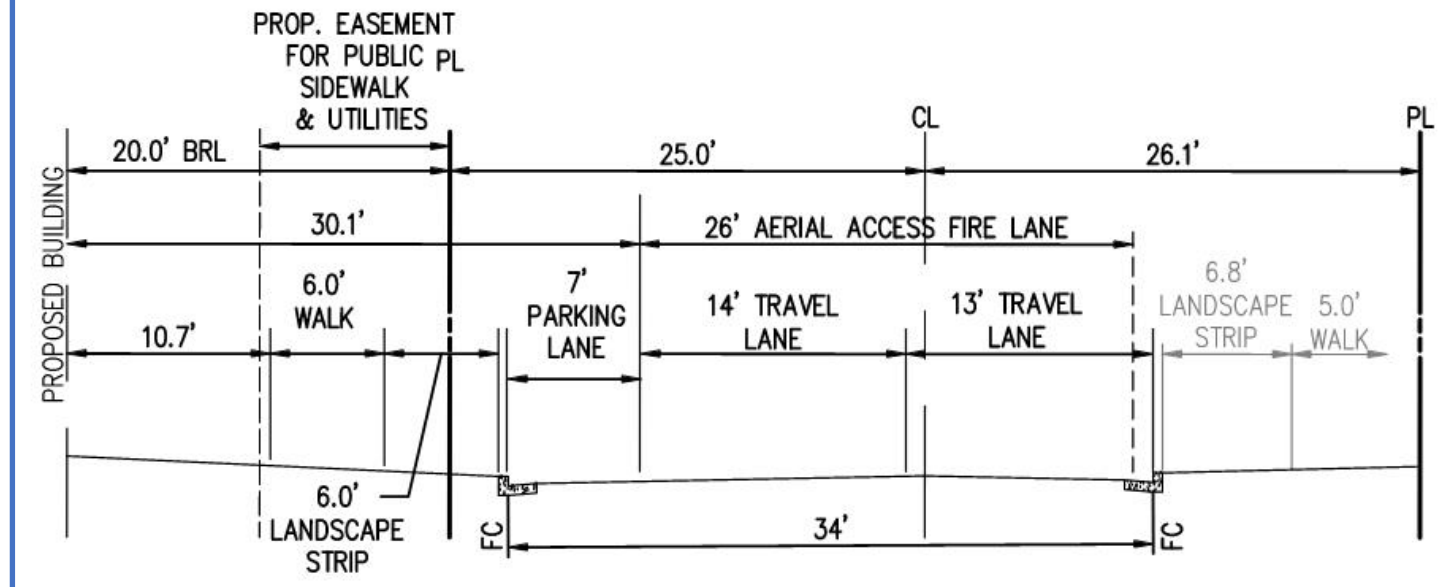 PROP. EASEMENT
FOR PUBLIC
SIDEWALK
& UTILITIES
PL
CL
PL
20.0' BRL
25.0'
26.1'
PROPOSED BUILDING
30.1'
26' AERIAL ACCESS FIRE LANE
10.7'
6.0'
WALK
7'
PARKING
LANE
14' TRAVEL
LANE
13' TRAVEL
LANE
6.8'
LANDSCAPE
STRIP
5.0'
WALK
6.0'
LANDSCAPE
STRIP
FC
34'
FC